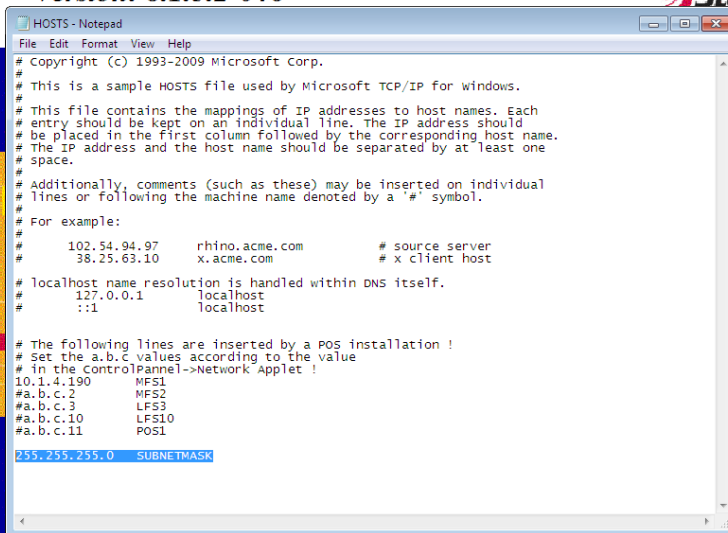 HOSTS - Notepad
File Edit Format View Help
# Copyright (c) 1993-2009 Microsoft Corp.
#
# This is a sample HOSTS file used by Microsoft TCP/IP for Windows.
#
# This file contains the mappings of IP addresses to host names. Each
# entry should be kept on an individual line. The IP address should
# be placed in the first column followed by the corresponding host name.
# The IP address and the host name should be separated by at least one
# space.
#
# Additionally, comments (such as these) may be inserted on individual
# lines or following the machine name denoted by a '#' symbol.
#
# For example:
#
# 102.54.94.97 rhino.acme.com # source server
# 38.25.63.10 x.acme.com # x client host

# localhost name resolution is handled within DNS itself.
# 127.0.0.1 localhost
# ::1 localhost

# The following lines are inserted by a POS installation !
# Set the a.b.c values according to the value
# in the ControlPannel->Network Applet !
10.1.4.190 MFS1
#a.b.c.2 MFS2
#a.b.c.3 LFS3
#a.b.c.10 LFS10
#a.b.c.11 POS1

255.255.255.0 SUBNETMASK